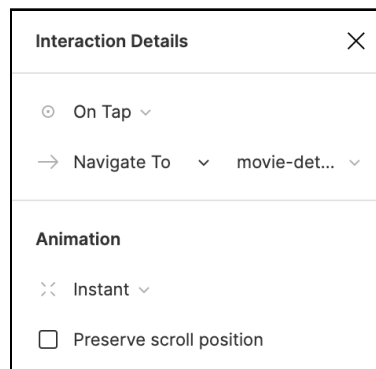 Interaction Details
On Tap
Navigate To movie-det...
Animation
Instant
Preserve scroll position